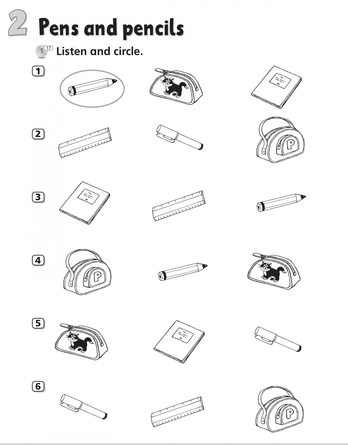 2 Pens and pencils
1 Listen and circle.
1
2
P
3
4
P
5
6
P